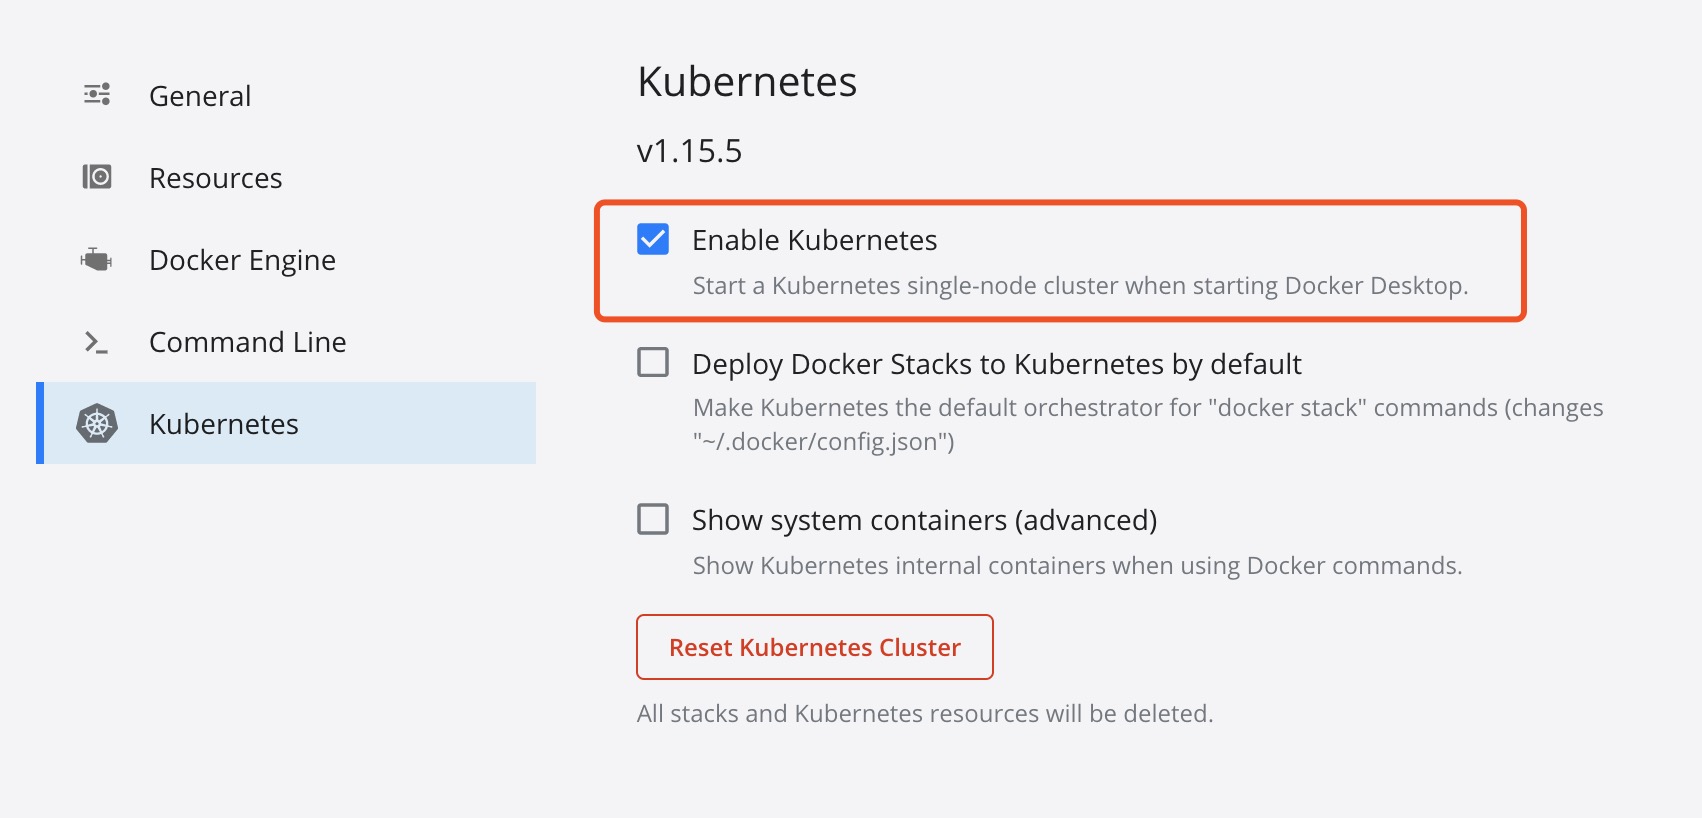 General
Resources
Docker Engine
Command Line
Kubernetes
Kubernetes
v1.15.5
Enable Kubernetes
Start a Kubernetes single-node cluster when starting Docker Desktop.
Deploy Docker Stacks to Kubernetes by default
Make Kubernetes the default orchestrator for "docker stack" commands (changes
"~/.docker/config.json")
Show system containers (advanced)
Show Kubernetes internal containers when using Docker commands.
Reset Kubernetes Cluster
All stacks and Kubernetes resources will be deleted.